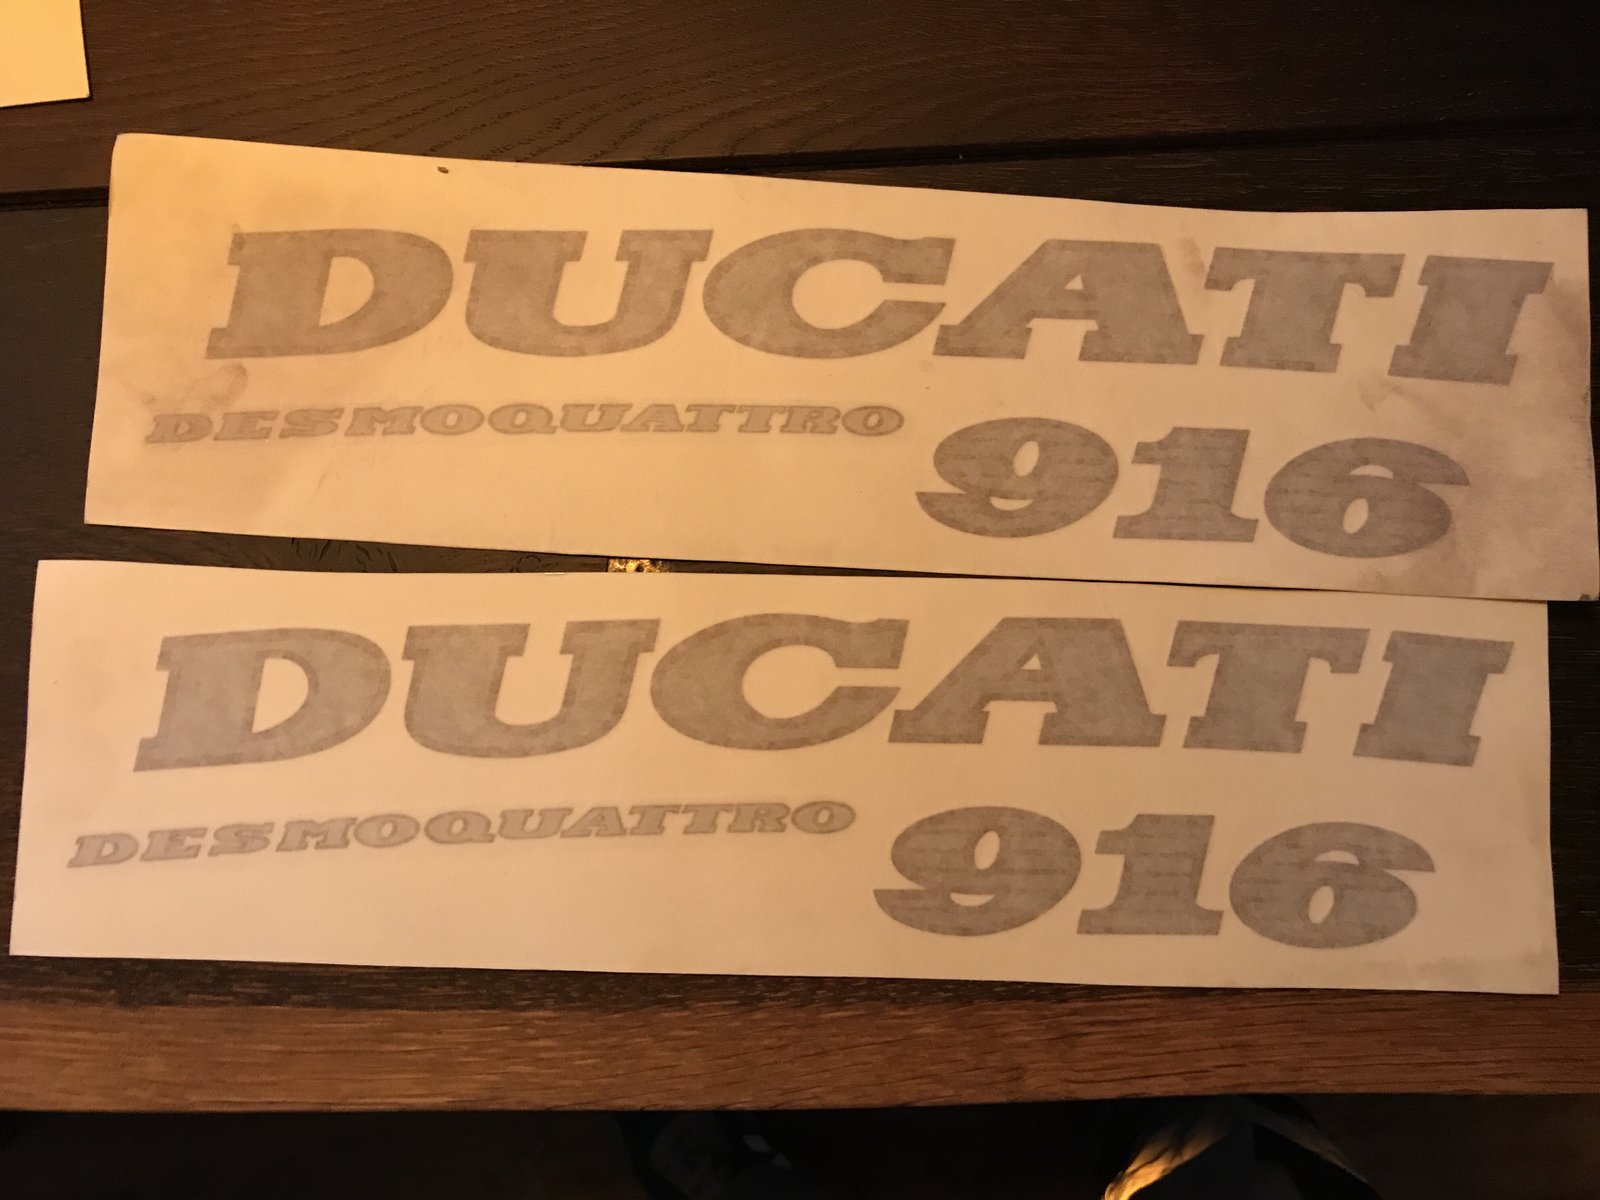 DUCATI
DESMOQUATTRO
916
DUCATI
DESMOQUATTRO
916